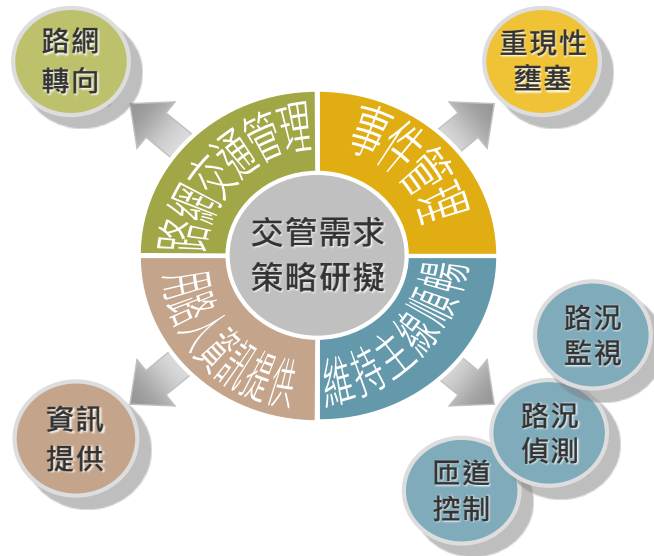 路網
轉向
重現性
壅塞
路網交通管理
事件管理
交管需求
策略研擬
用路人資訊提供
維持主線順暢
路況
監視
資訊
提供
路況
偵測
匝道
控制